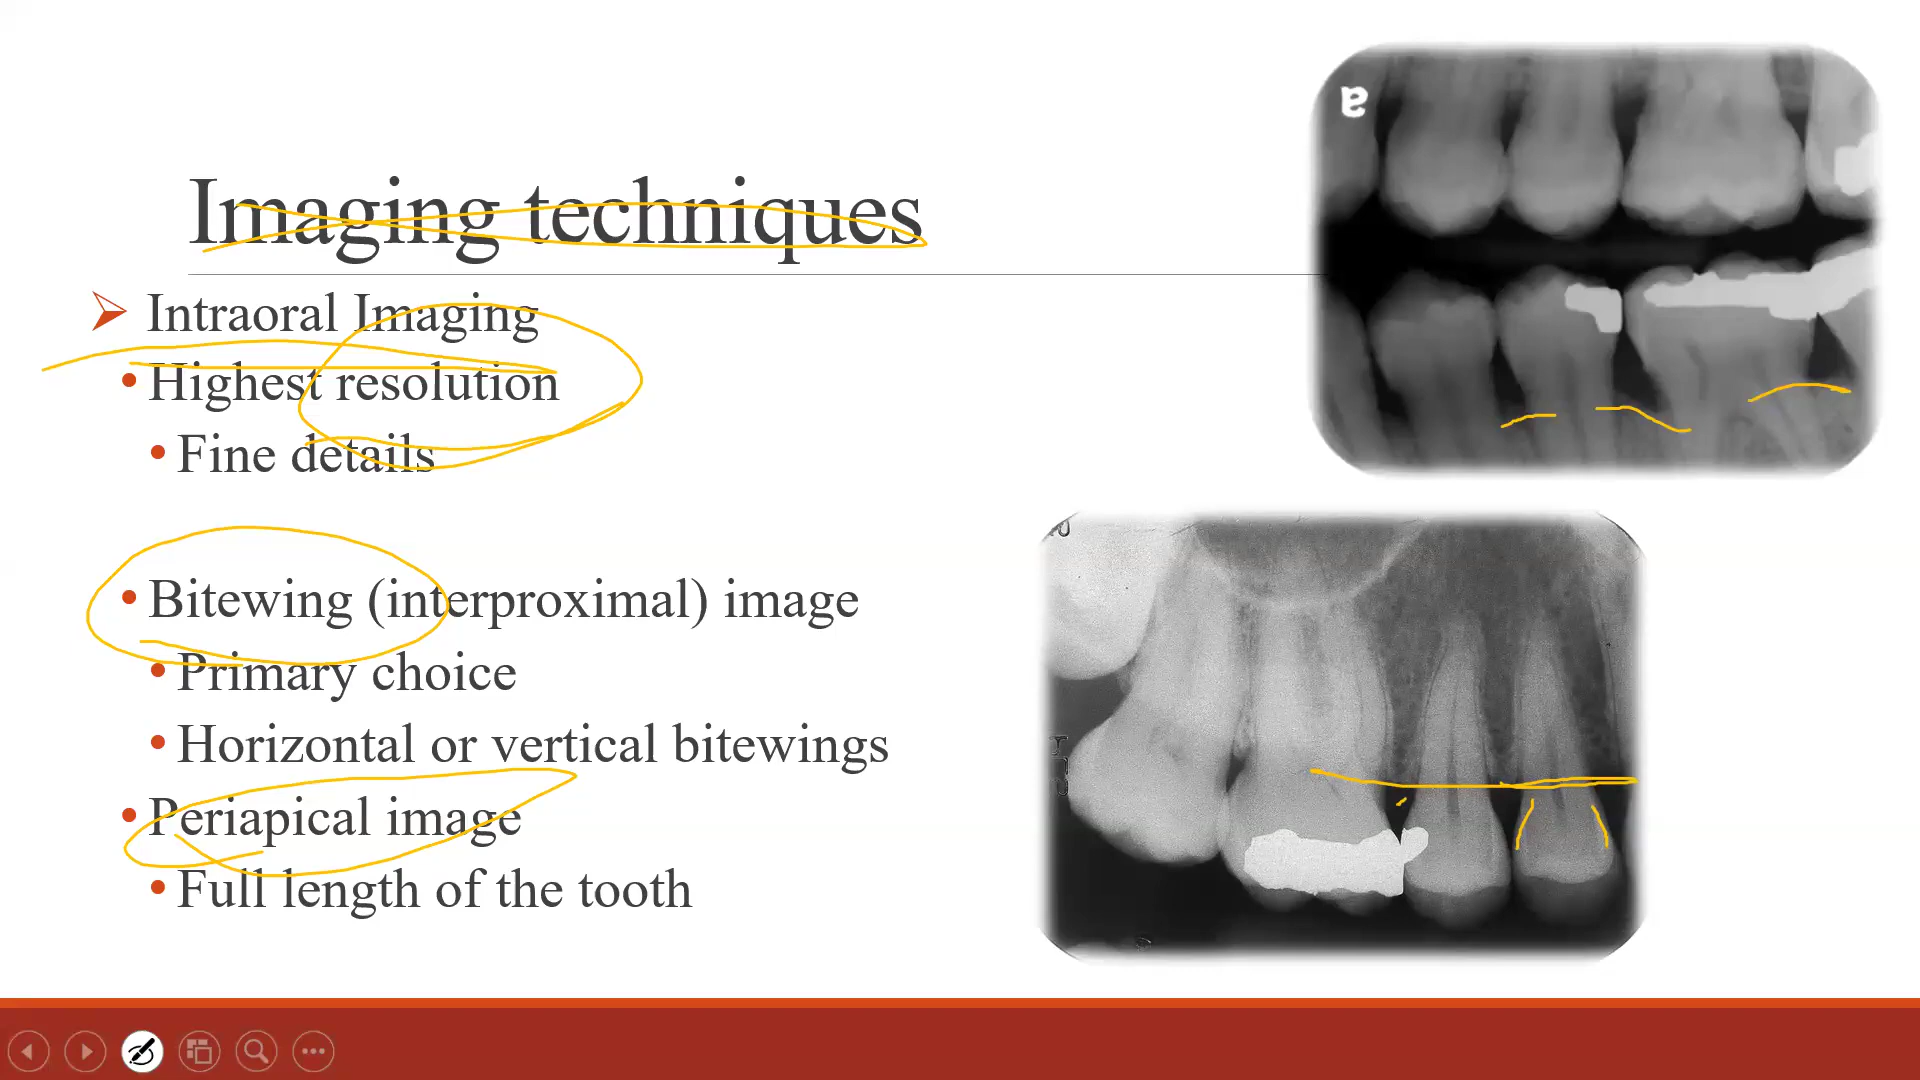 Imaging techniques
Intraoral Imaging
Highest resolution
Fine details
Bitewing (interproximal) image
Primary choice
Horizontal or vertical bitewings
Periapical image
Full length of the tooth
a